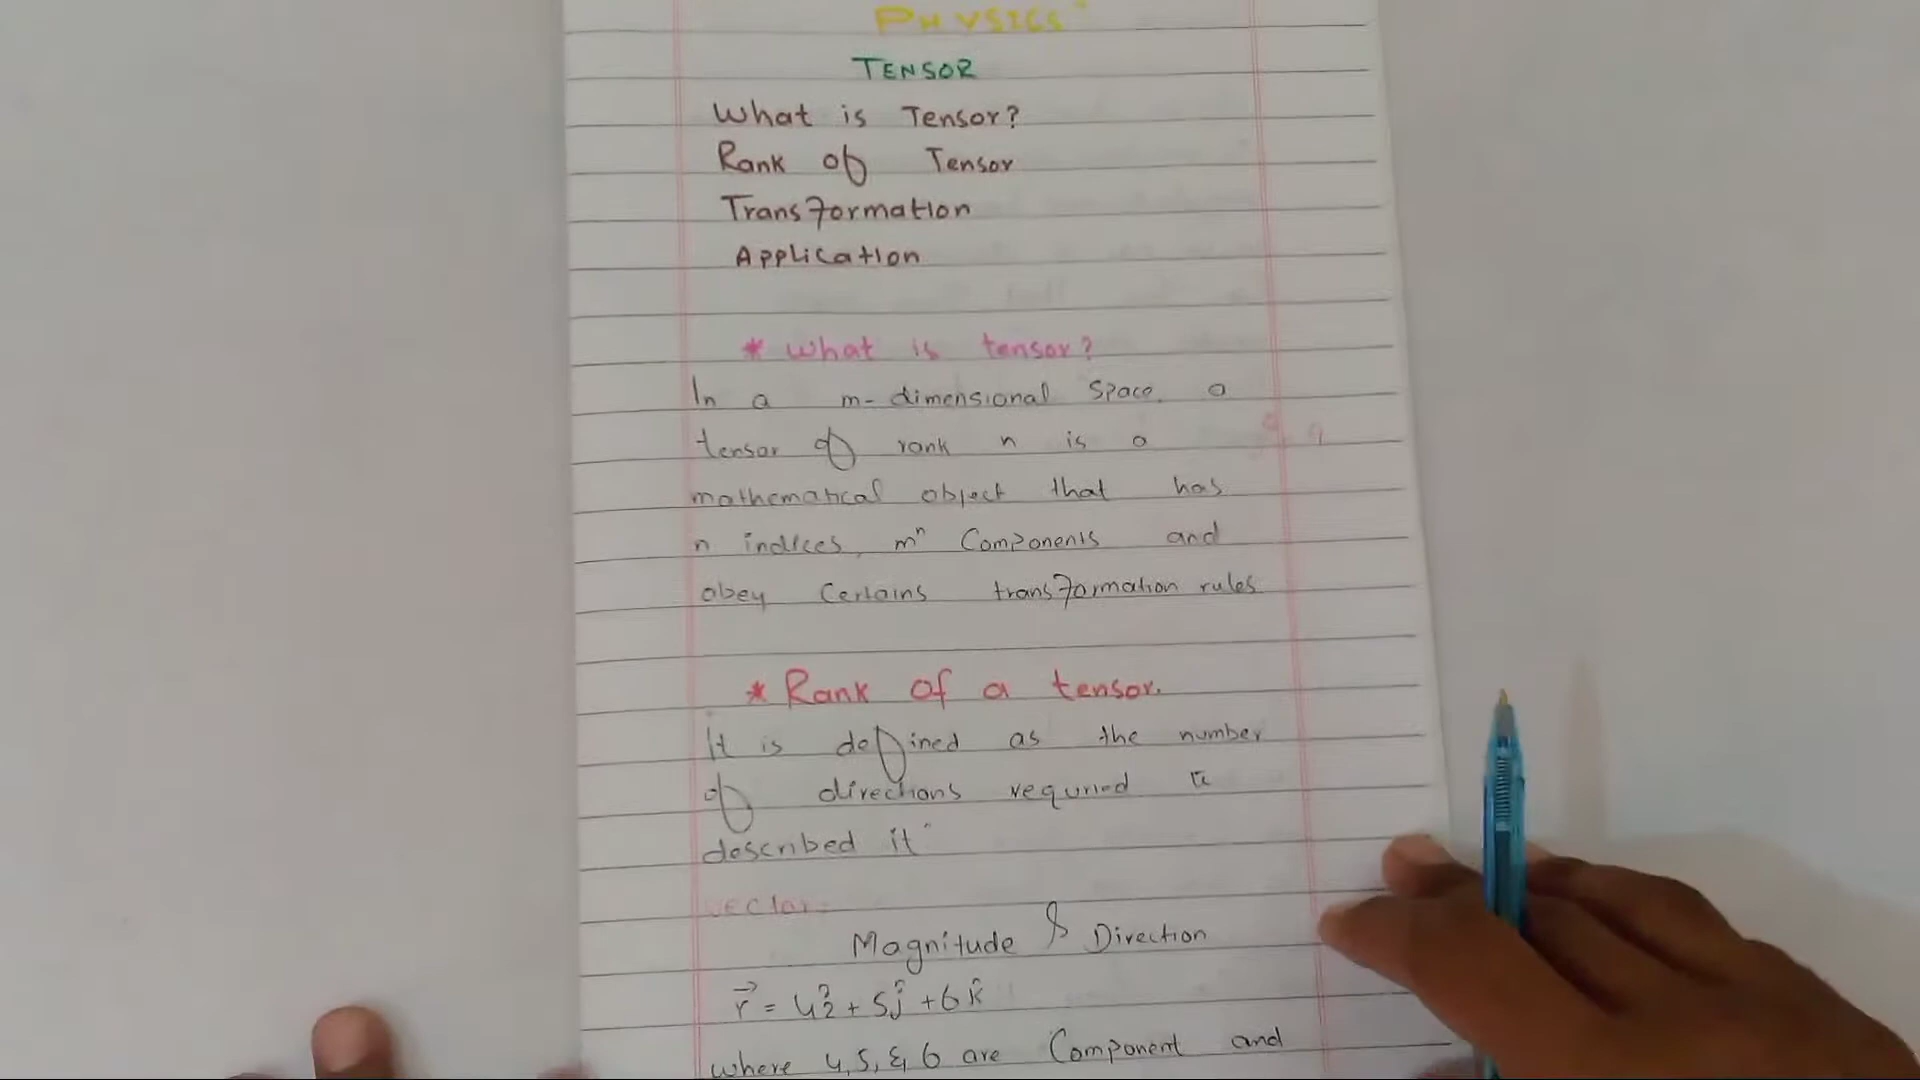 PHYSICS
TENSOR
What is Tensor?
Rank of Tensor
Transformation
Application
* What is tensor?
In a m-dimensional Space, a
tensor of rank n is a
mathematical object that has
n indices, mⁿ Components and
obey Certains transformation rules
* Rank of a tensor.
It is defined as the number
of directions required to
described it
vector:
Magnitude & Direction
r⃗ = 4î + 5ĵ + 6k̂
where 4, 5, & 6 are Component and